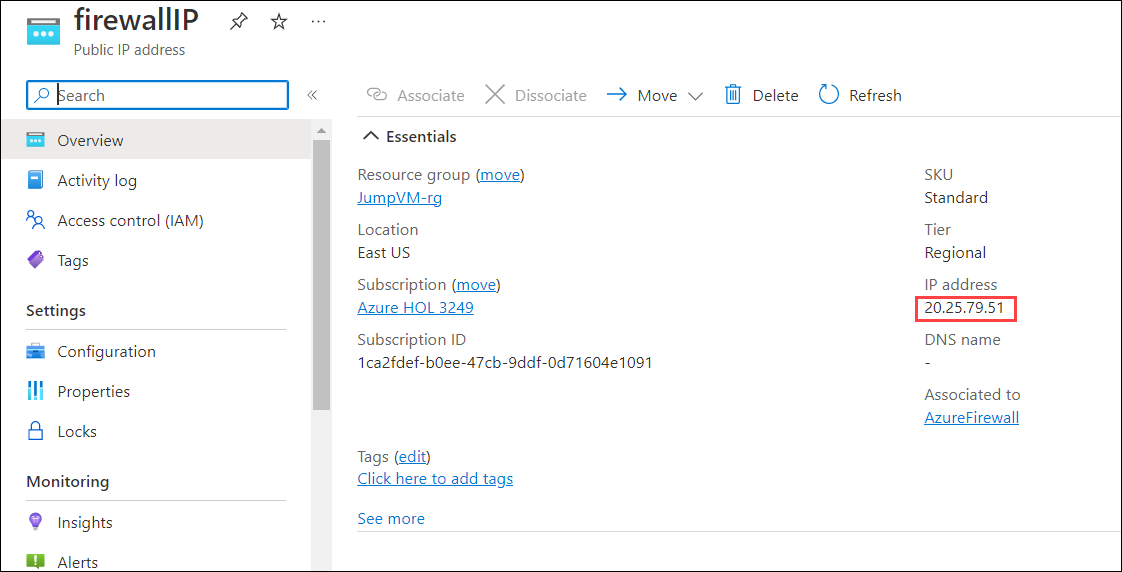 firewallIP
Public IP address
Search
Overview
Activity log
Access control (IAM)
Tags
Settings
Configuration
Properties
Locks
Monitoring
Insights
Alerts
Associate Dissociate Move Delete Refresh
Essentials
Resource group (move)
JumpVM-rg
Location
East US
Subscription (move)
Azure HOL 3249
Subscription ID
1ca2fdef-b0ee-47cb-9ddf-0d71604e1091
SKU
Standard
Tier
Regional
IP address
20.25.79.51
DNS name
-
Associated to
AzureFirewall
Tags (edit)
Click here to add tags
See more